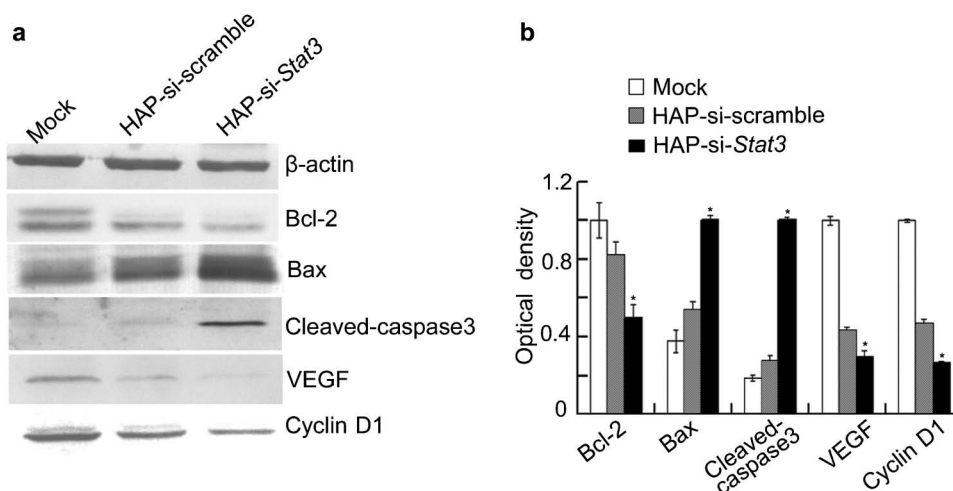 a
Mock
HAP-si-scramble
HAP-si-Stat3
β-actin
Bcl-2
Bax
Cleaved-caspase3
VEGF
Cyclin D1
b
Mock
HAP-si-scramble
HAP-si-Stat3
Optical density
1.2
0.8
0.4
0
*
*
*
*
*
Bcl-2
Bax
Cleaved-
caspase3
VEGF
Cyclin D1